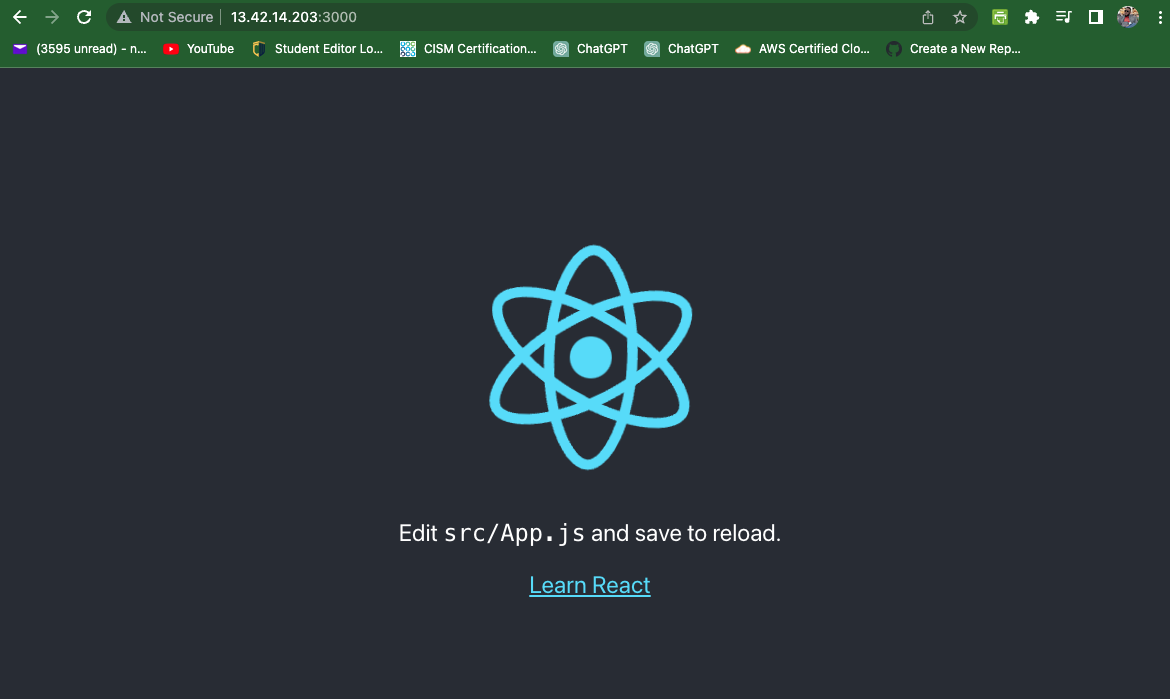 Not Secure 13.42.14.203:3000
(3595 unread) - n... YouTube Student Editor Lo... CISM Certification... ChatGPT ChatGPT AWS Certified Clo... Create a New Rep...
Edit src/App.js and save to reload.
Learn React